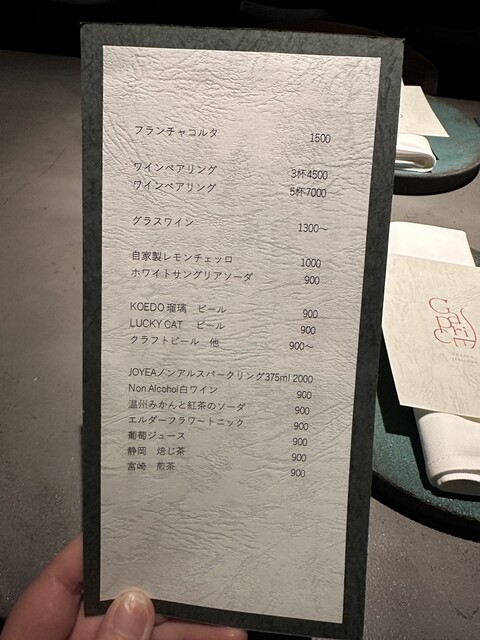 フランチャコルタ 1500
ワインペアリング 3杯4500
ワインペアリング 5杯7000
グラスワイン 1300～
自家製レモンチェッロ 1000
ホワイトサングリアソーダ 900
KOEDO瑠璃 ビール 900
LUCKY CAT ビール 900
クラフトビール 他 900～
JOYEAノンアルスパークリング375ml 2000
Non Alcohol白ワイン 900
温州みかんと紅茶のソーダ 900
エルダーフラワートニック 900
葡萄ジュース 900
静岡 焙じ茶 900
宮崎 煎茶 900